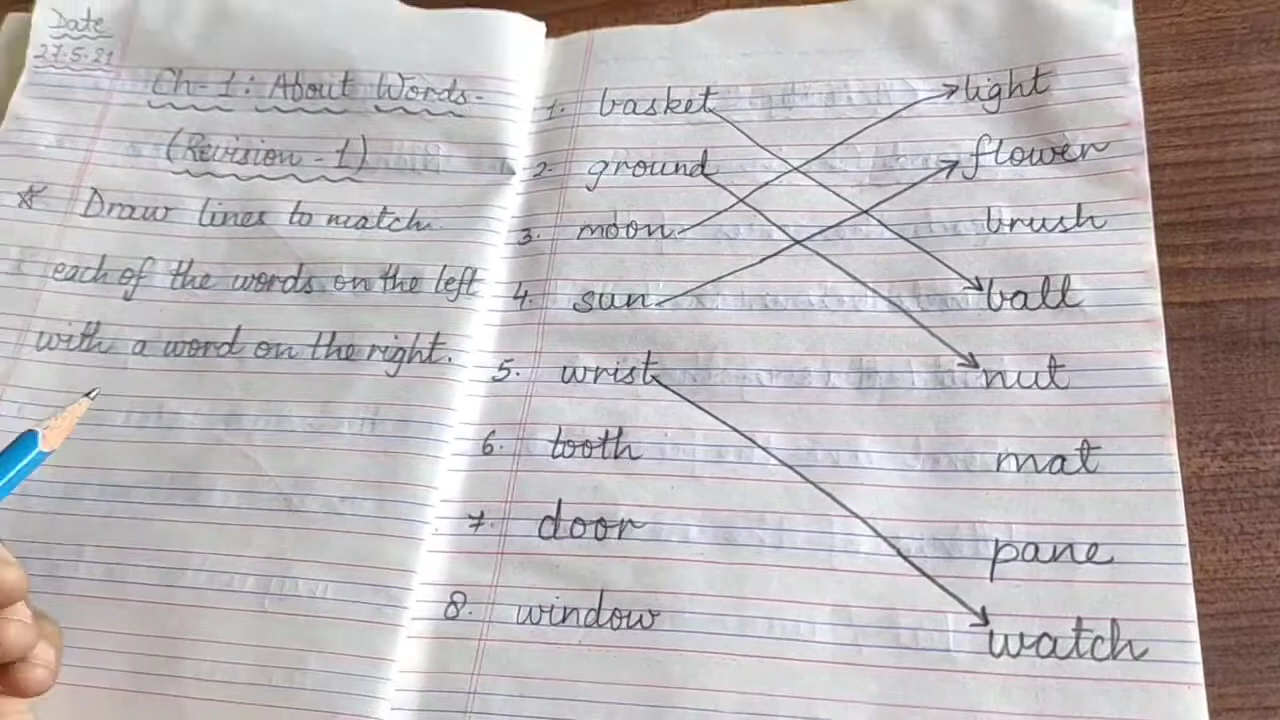 Date
27.5.21
Ch-1: About Words-
(Revision-1)
* Draw lines to match
each of the words on the left
with a word on the right.
1. basket light
2. ground flower
3. moon brush
4. sun ball
5. wrist nut
6. tooth mat
7. door pane
8. window watch